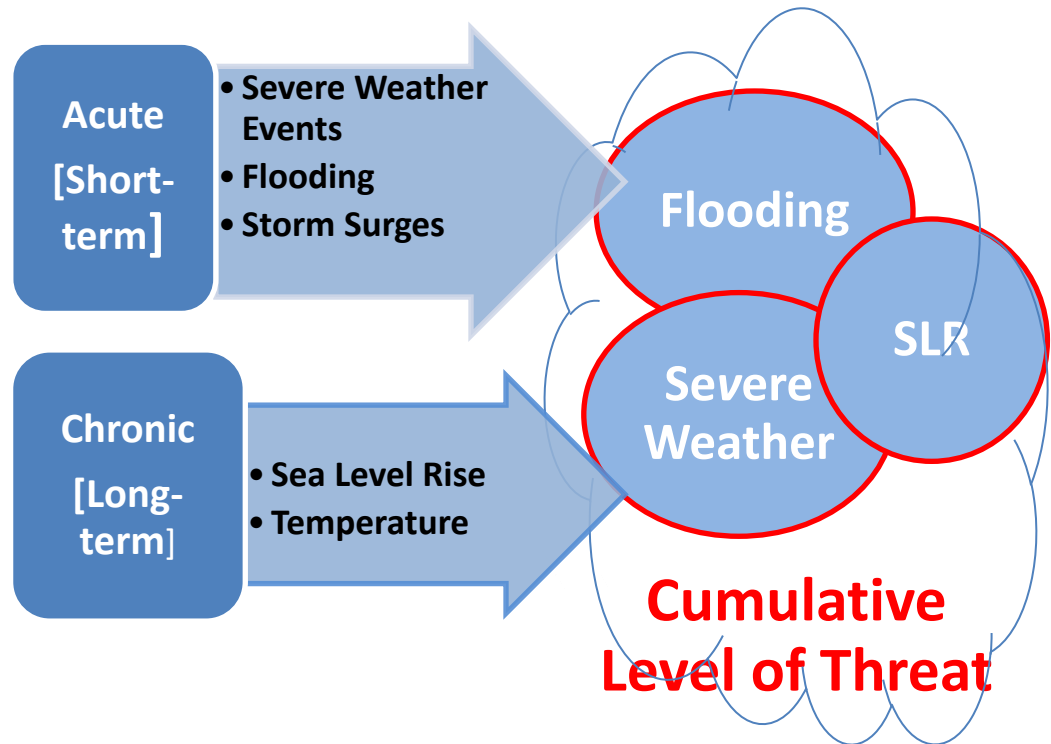 Acute
[Short-
term]
• Severe Weather
Events
• Flooding
• Storm Surges
Chronic
[Long-
term]
• Sea Level Rise
• Temperature
Flooding
SLR
Severe
Weather
Cumulative
Level of Threat